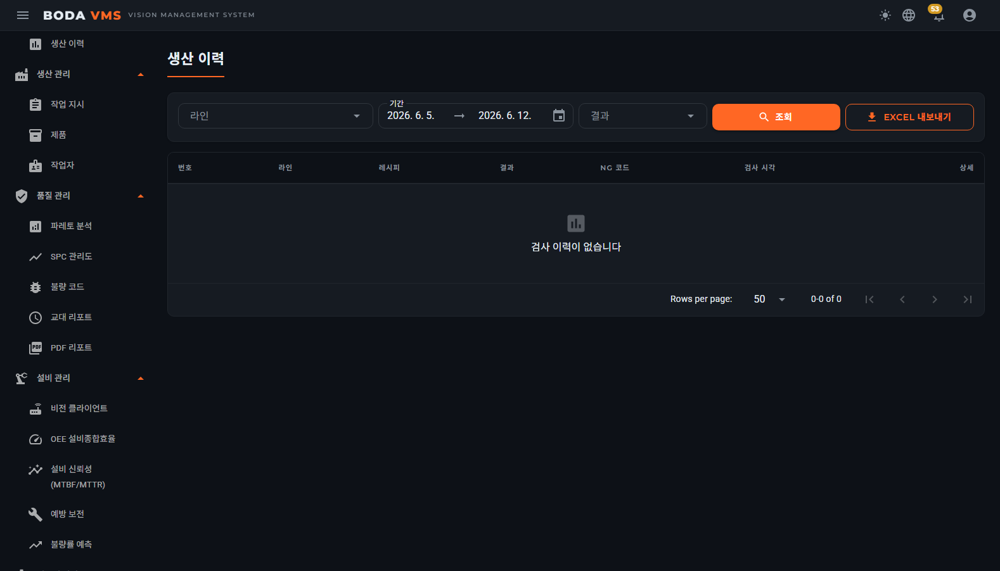 BODA VMS VISION MANAGEMENT SYSTEM
53
생산 이력
생산 관리
작업 지시
제품
작업자
품질 관리
파레토 분석
SPC 관리도
불량 코드
교대 리포트
PDF 리포트
설비 관리
비전 클라이언트
OEE 설비종합효율
설비 신뢰성
(MTBF/MTTR)
예방 보전
불량률 예측
생산 이력
라인
기간
2026. 6. 5. → 2026. 6. 12.
결과
조회
EXCEL 내보내기
번호 라인 레시피 결과 NG 코드 검사 시각 상세
검사 이력이 없습니다
Rows per page: 50 0-0 of 0